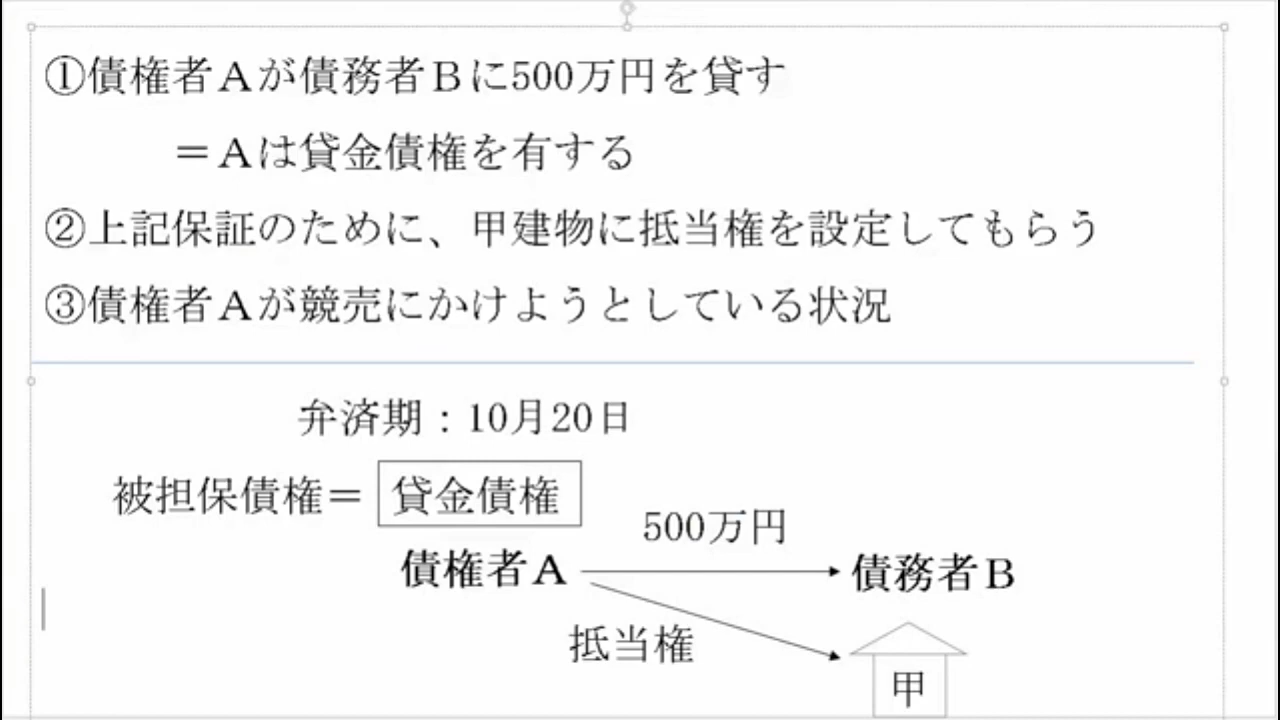 ①債権者Aが債務者Bに500万円を貸す
＝Aは貸金債権を有する
②上記保証のために、甲建物に抵当権を設定してもらう
③債権者Aが競売にかけようとしている状況
弁済期：10月20日
被担保債権＝ 貸金債権
500万円
債権者A 債務者B
抵当権
甲